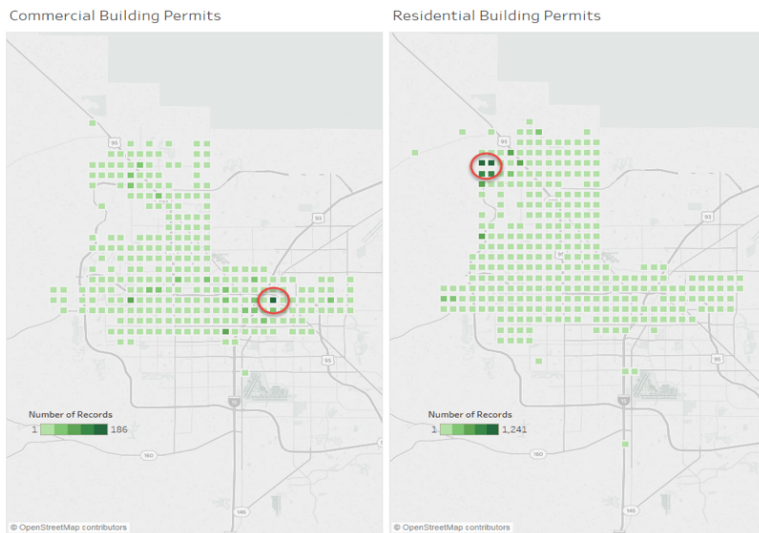 Commercial Building Permits
Residential Building Permits
95
93
95
160
146
Number of Records
1 186
© OpenStreetMap contributors
95
93
95
160
146
Number of Records
1 1,241
© OpenStreetMap contributors